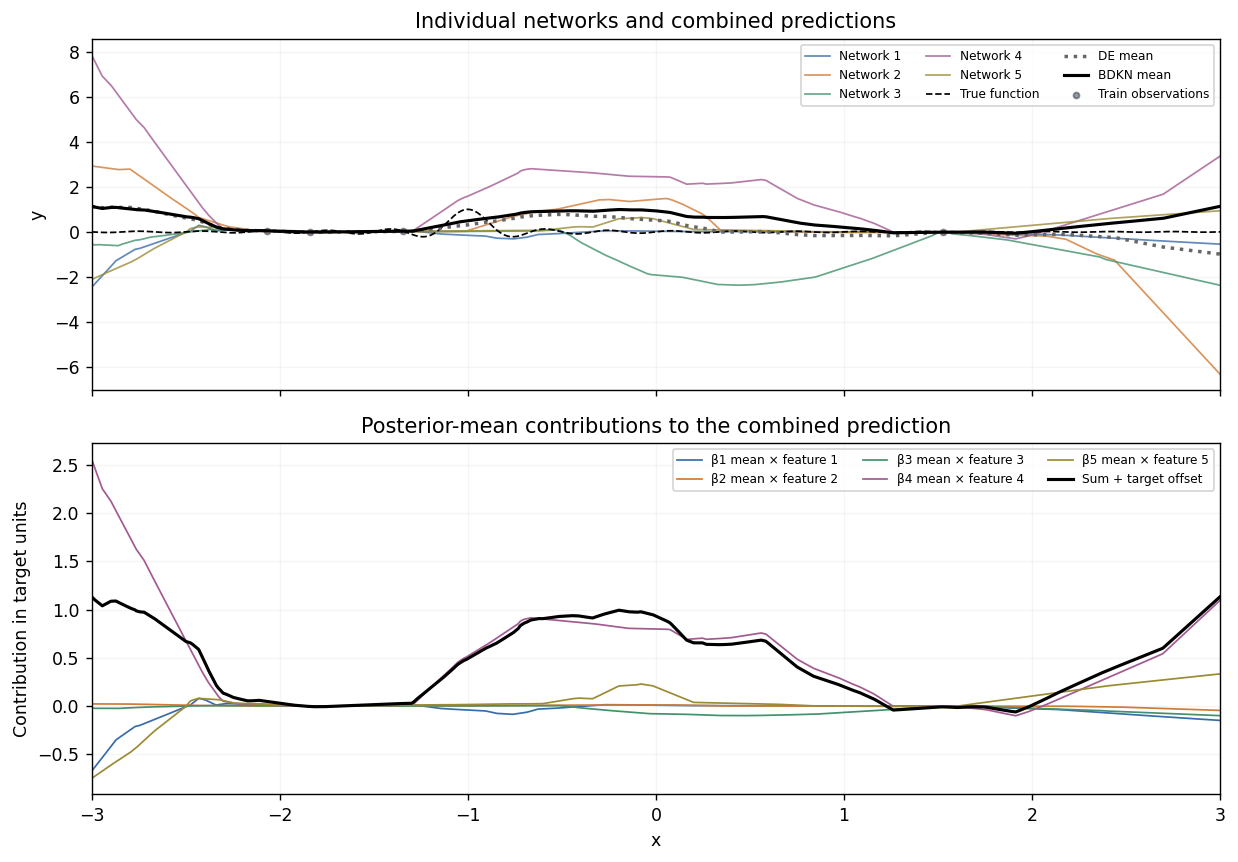 Individual networks and combined predictions
Network 1
Network 2
Network 3
Network 4
Network 5
True function
DE mean
BDKN mean
Train observations
y
8
6
4
2
0
−2
−4
−6
Posterior-mean contributions to the combined prediction
β1 mean × feature 1
β2 mean × feature 2
β3 mean × feature 3
β4 mean × feature 4
β5 mean × feature 5
Sum + target offset
Contribution in target units
2.5
2.0
1.5
1.0
0.5
0.0
−0.5
−3 −2 −1 0 1 2 3
x